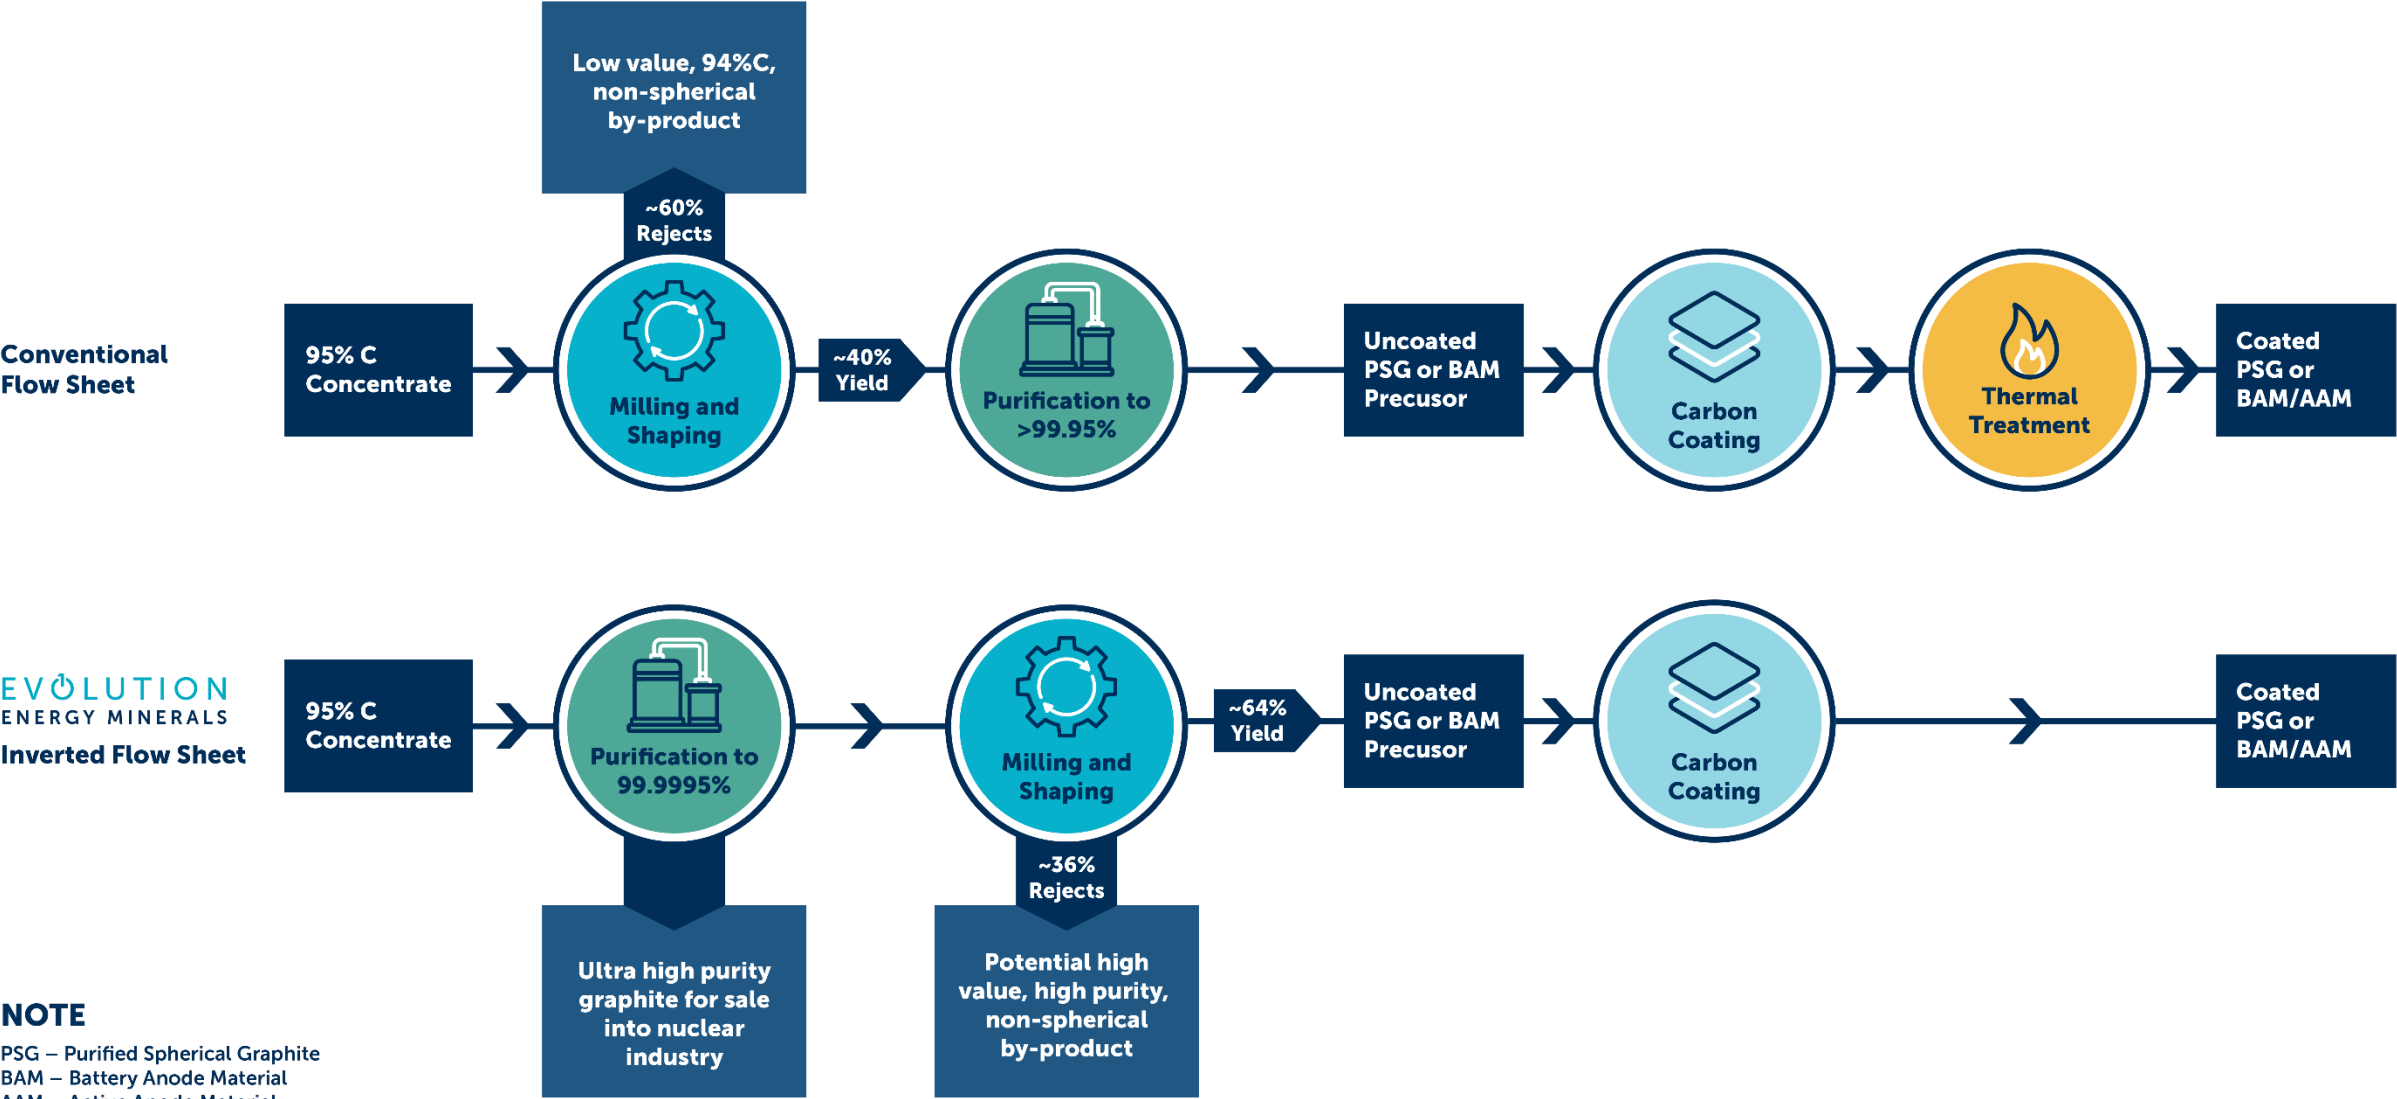 Low value, 94%C,
non-spherical
by-product
~60%
Rejects
Conventional
Flow Sheet
95% C
Concentrate
Milling and
Shaping
~40%
Yield
Purification to
>99.95%
Uncoated
PSG or BAM
Precusor
Carbon
Coating
Thermal
Treatment
Coated
PSG or
BAM/AAM
EVOLUTION
ENERGY MINERALS
Inverted Flow Sheet
95% C
Concentrate
Purification to
99.9995%
Milling and
Shaping
~64%
Yield
Uncoated
PSG or BAM
Precusor
Carbon
Coating
Coated
PSG or
BAM/AAM
~36%
Rejects
Ultra high purity
graphite for sale
into nuclear
industry
Potential high
value, high purity,
non-spherical
by-product
NOTE
PSG – Purified Spherical Graphite
BAM – Battery Anode Material
AAM – Active Anode Material